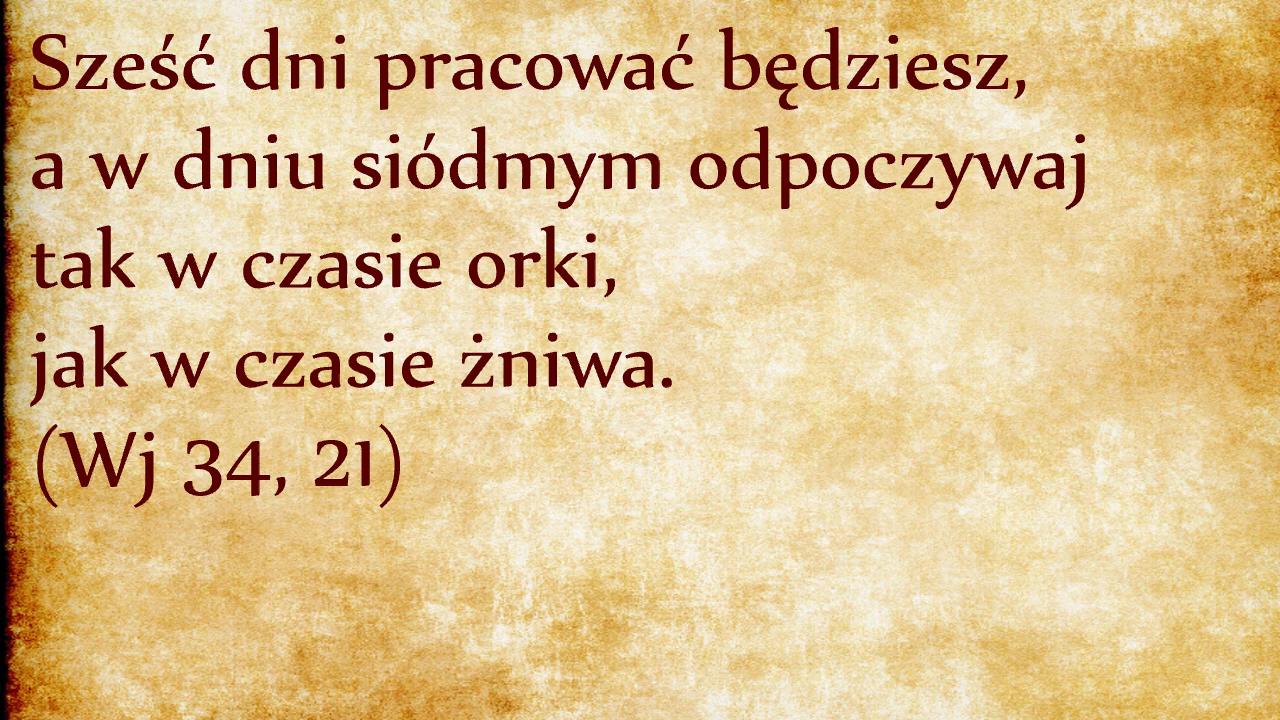 Sześć dni pracować będziesz,
a w dniu siódmym odpoczywaj
tak w czasie orki,
jak w czasie żniwa.
(Wj 34, 21)